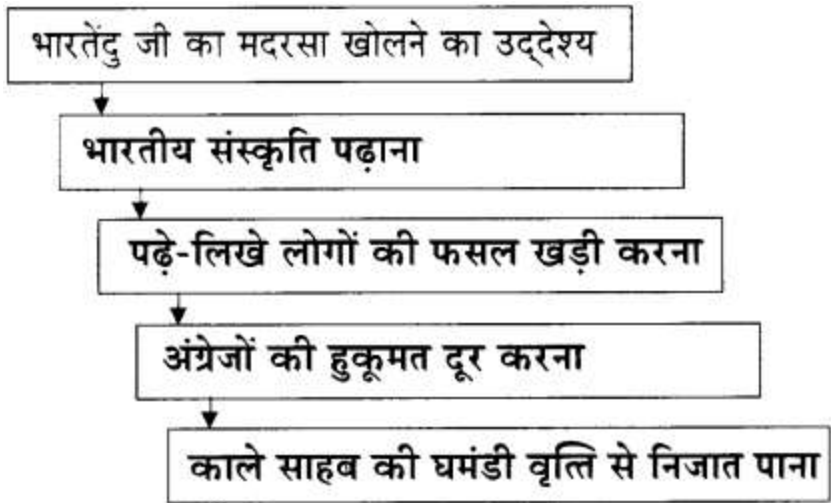 भारतेंदु जी का मदरसा खोलने का उद्‌देश्य
भारतीय संस्कृति पढ़ाना
पढ़े-लिखे लोगों की फसल खड़ी करना
अंग्रेजों की हुकूमत दूर करना
काले साहब की घमंडी वृत्ति से निजात पाना